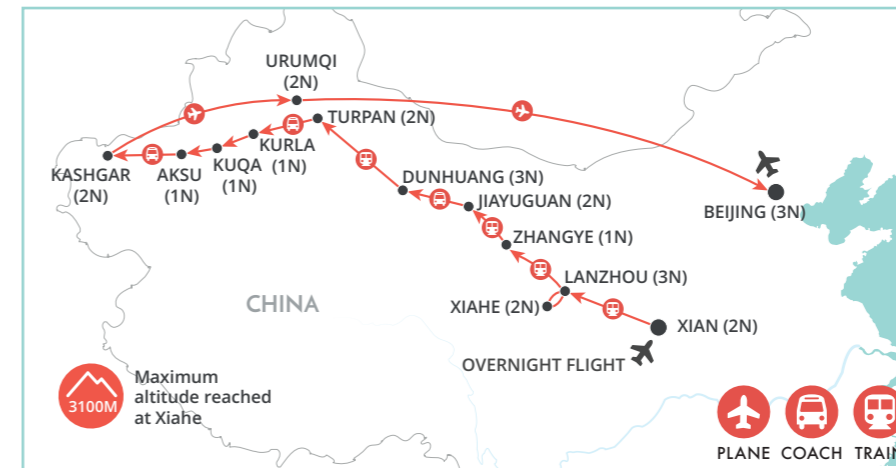 URUMQI
(2N)
TURPAN (2N)
KURLA
(1N)
KUQA
(1N)
AKSU
(1N)
KASHGAR
(2N)
DUNHUANG (3N)
JIAYUGUAN (2N)
BEIJING (3N)
ZHANGYE (1N)
LANZHOU (3N)
XIAHE (2N)
CHINA
XIAN (2N)
OVERNIGHT FLIGHT
3100M
Maximum
altitude reached
at Xiahe
PLANE COACH TRAIN